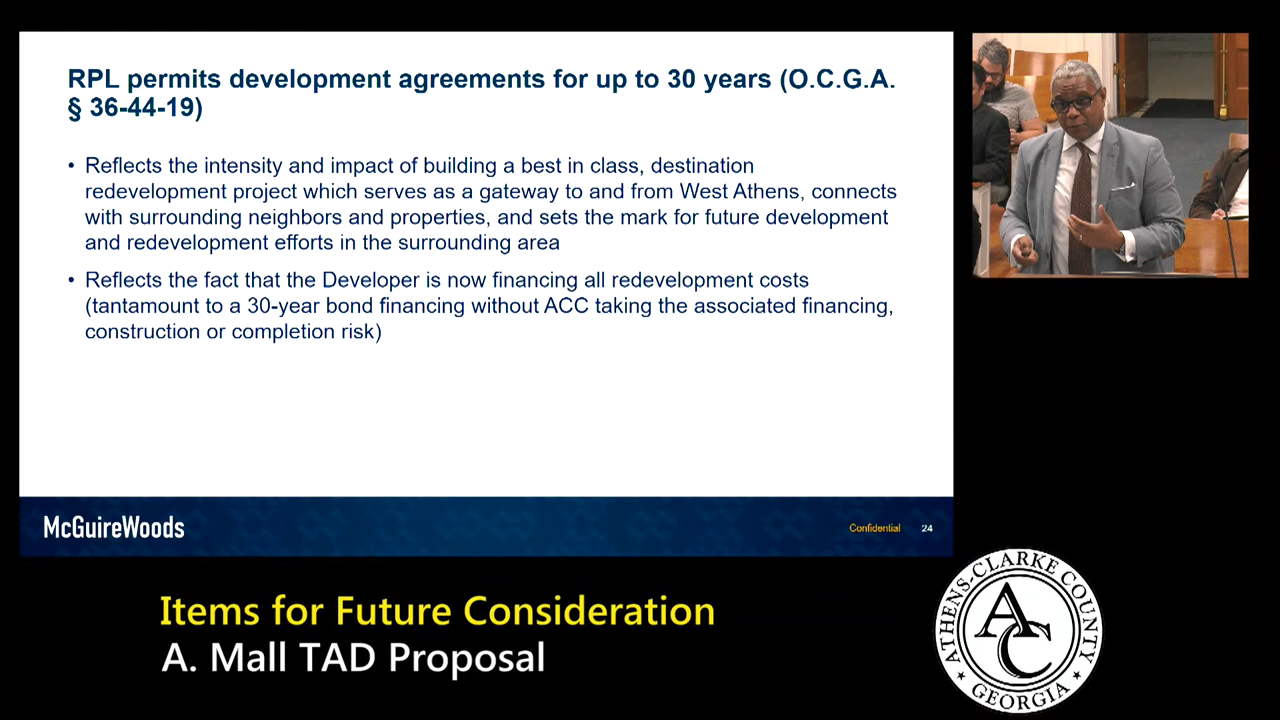 RPL permits development agreements for up to 30 years (O.C.G.A.
§ 36-44-19)
• Reflects the intensity and impact of building a best in class, destination
redevelopment project which serves as a gateway to and from West Athens, connects
with surrounding neighbors and properties, and sets the mark for future development
and redevelopment efforts in the surrounding area
• Reflects the fact that the Developer is now financing all redevelopment costs
(tantamount to a 30-year bond financing without ACC taking the associated financing,
construction or completion risk)
McGuireWoods
Confidential 24
Items for Future Consideration
A. Mall TAD Proposal
ATHENS-CLARKE COUNTY
AC
GEORGIA